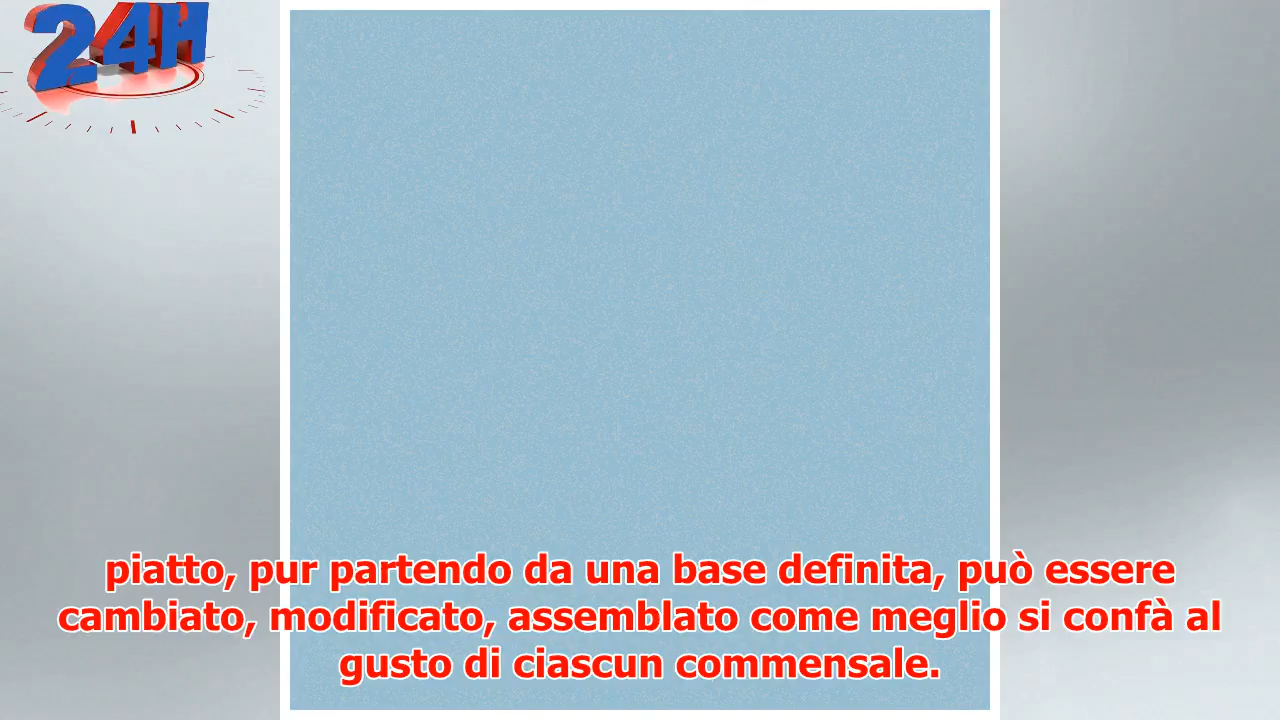 24H
piatto, pur partendo da una base definita, può essere
cambiato, modificato, assemblato come meglio si confà al
gusto di ciascun commensale.